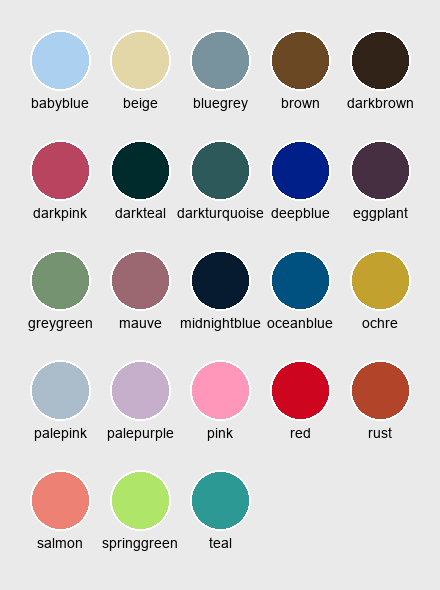 babyblue beige bluegrey brown darkbrown
darkpink darkteal darkturquoise deepblue eggplant
greygreen mauve midnightblue oceanblue ochre
palepink palepurple pink red rust
salmon springgreen teal